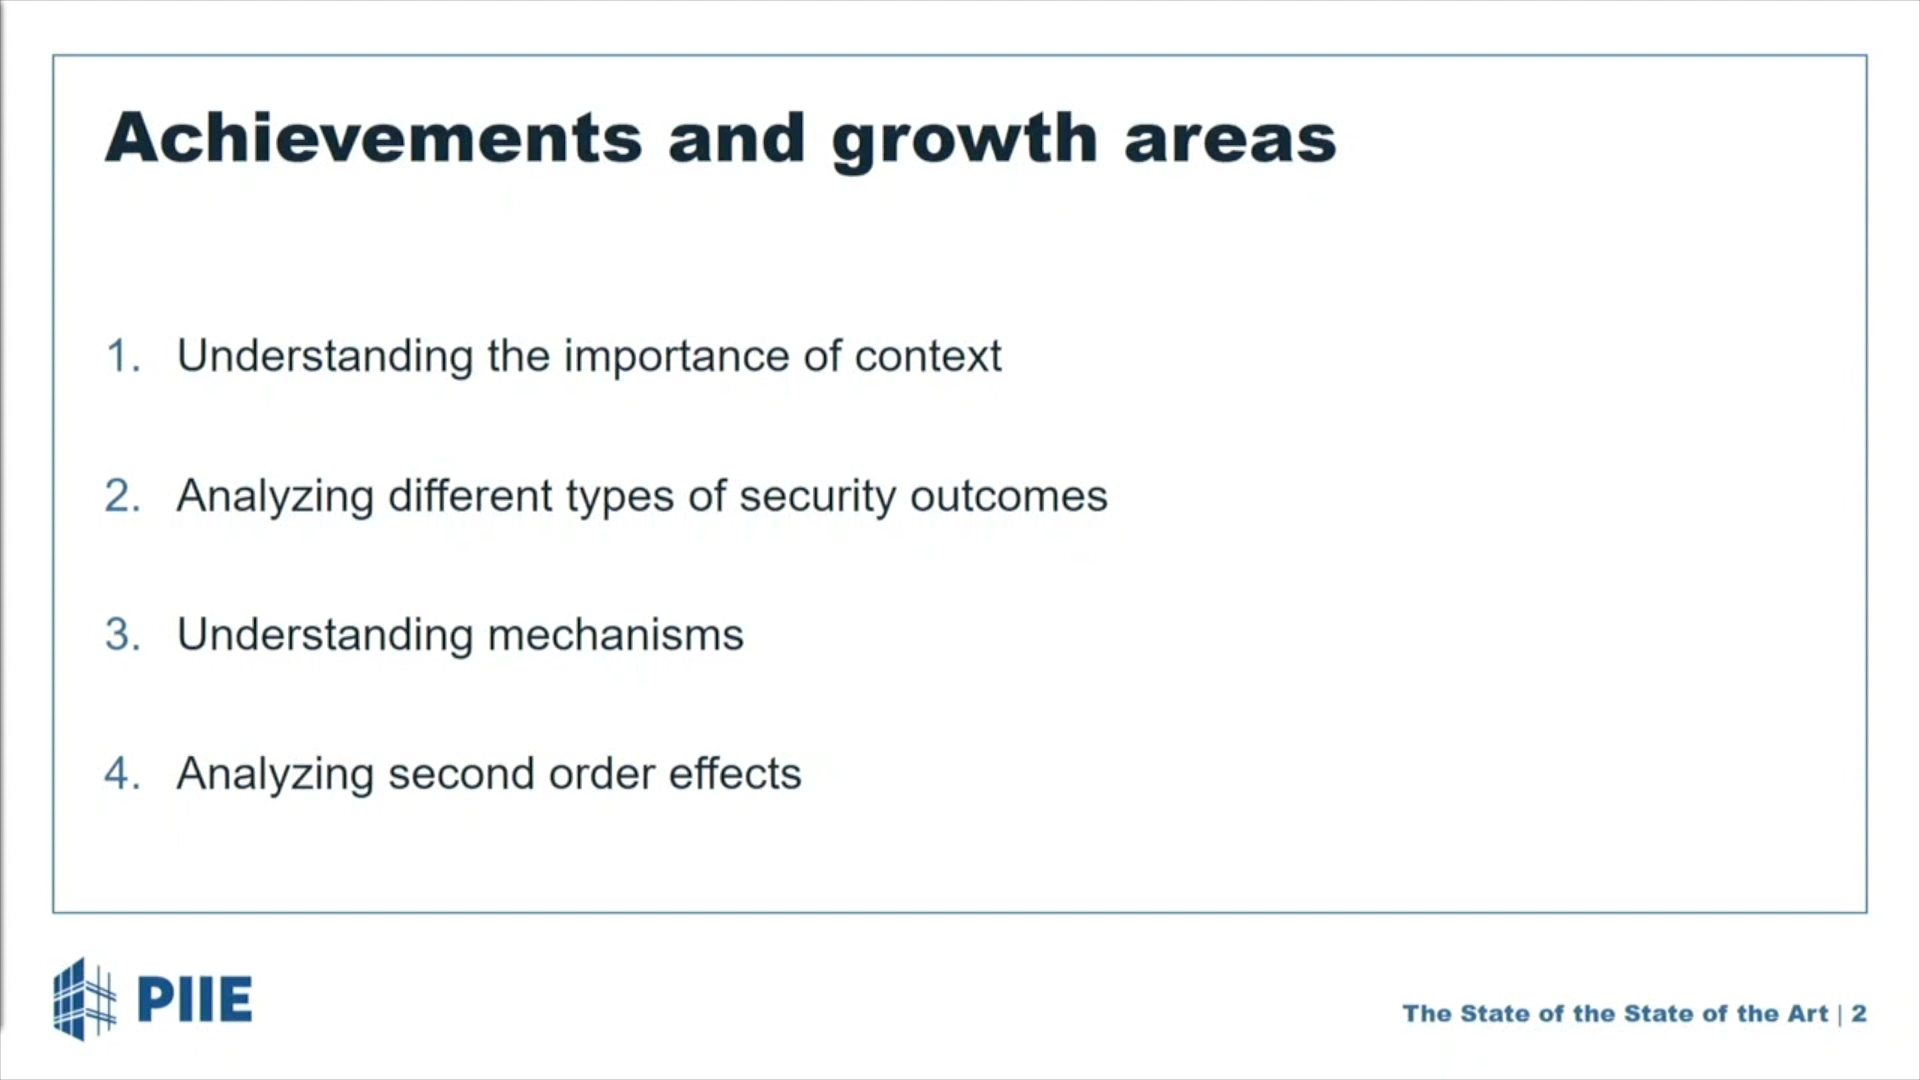 Achievements and growth areas
1. Understanding the importance of context
2. Analyzing different types of security outcomes
3. Understanding mechanisms
4. Analyzing second order effects
PIIE
The State of the State of the Art | 2